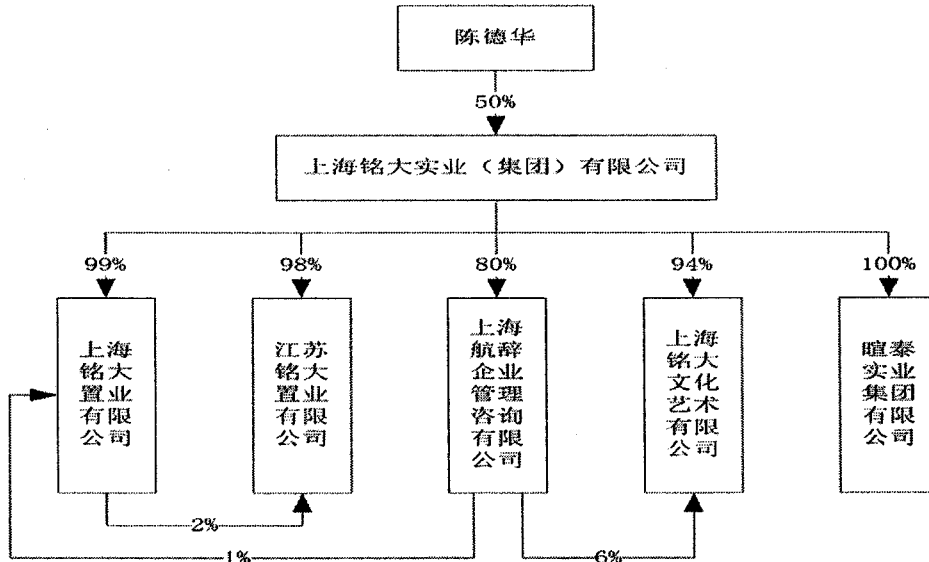 陈德华
50%
上海铭大实业（集团）有限公司
99%
98%
80%
94%
100%
上海
铭大
置业
有限
公司
江苏
铭大
置业
有限
公司
上海
航辞
企业
管理
咨询
有限
公司
上海
铭大
文化
艺术
有限
公司
暄泰
实业
集团
有限
公司
2%
1%
6%